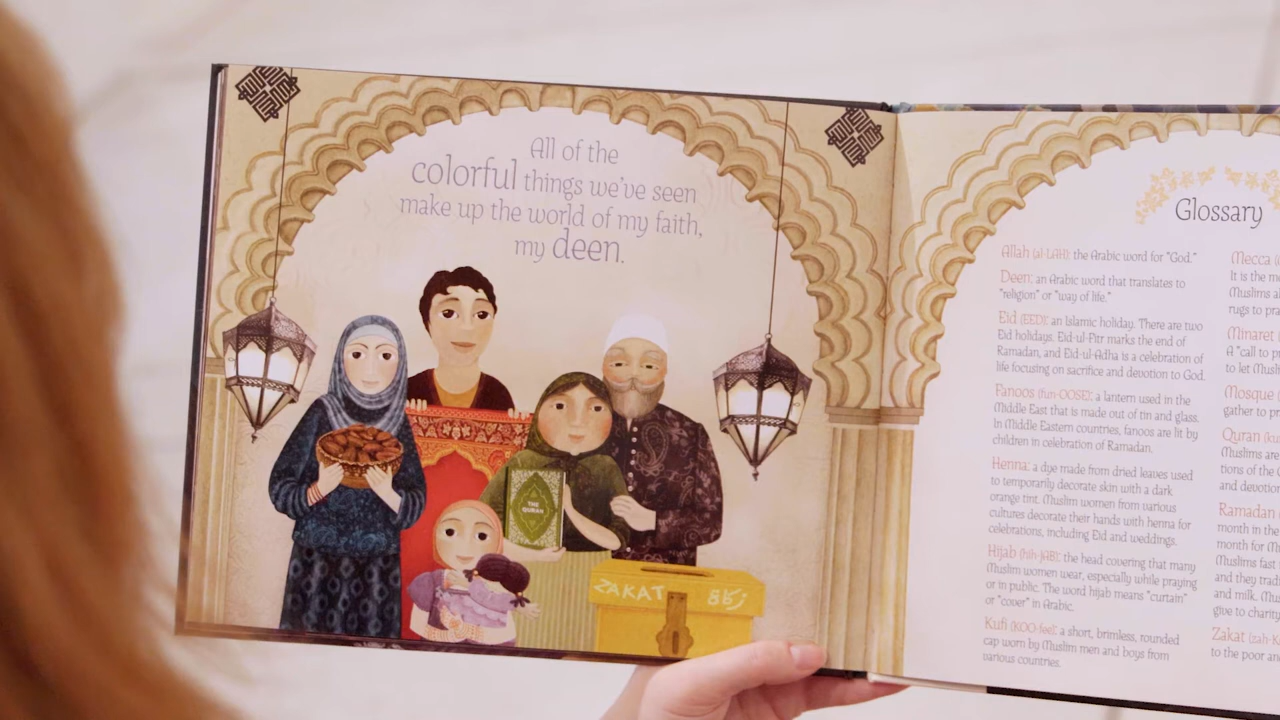 All of the
colorful things we've seen
make up the world of my faith,
my deen.
THE
QURAN
ZAKAT زكاة
Glossary
Allah (al-LAH): the Arabic word for "God."
Deen: an Arabic word that translates to
"religion" or "way of life."
Eid (EED): an Islamic holiday. There are two
Eid holidays. Eid-ul-Fitr marks the end of
Ramadan, and Eid-ul-Adha is a celebration of
life focusing on sacrifice and devotion to God.
Fanoos (fun-OOSE): a lantern used in the
Middle East that is made out of tin and glass.
In Middle Eastern countries, fanoos are lit by
children in celebration of Ramadan.
Henna: a dye made from dried leaves used
to temporarily decorate skin with a dark
orange tint. Muslim women from various
cultures decorate their hands with henna for
celebrations, including Eid and weddings.
Hijab (hih-JAB): the head covering that many
Muslim women wear, especially while praying
or in public. The word hijab means "curtain"
or "cover" in Arabic.
Kufi (KOO-fee): a short, brimless, rounded
cap worn by Muslim men and boys from
various countries.
Mecca
It is the
Muslims
rugs to
Minaret
A "call to
to let
Mosque
gather to
Quran
Muslims are
tions of the
and devotion
Ramadan
month in the
month for
Muslims fast
and they
and milk.
give to charity
Zakat
to the poor and